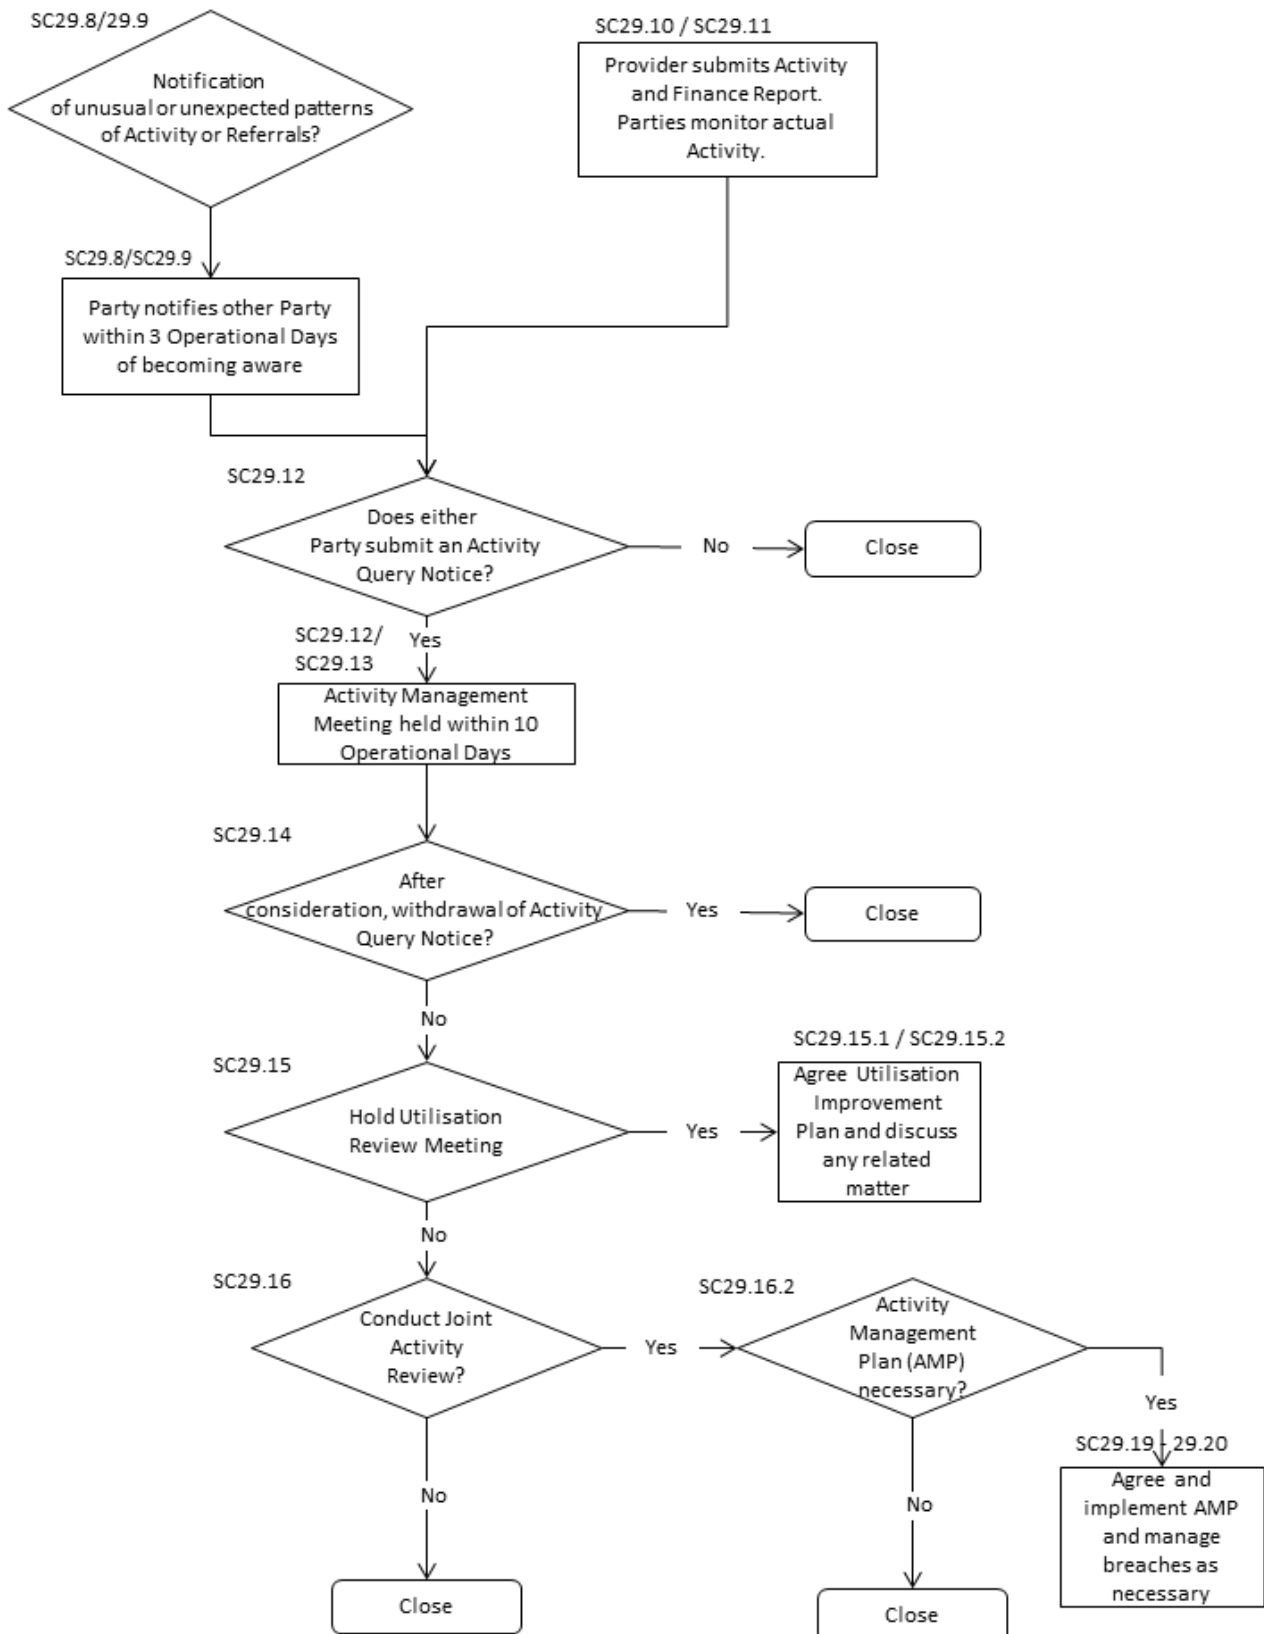 SC29.8/29.9
Notification
of unusual or unexpected patterns
of Activity or Referrals?
SC29.10 / SC29.11
Provider submits Activity
and Finance Report.
Parties monitor actual
Activity.
SC29.8/SC29.9
Party notifies other Party
within 3 Operational Days
of becoming aware
SC29.12
Does either
Party submit an Activity
Query Notice?
No
Close
SC29.12/
SC29.13
Yes
Activity Management
Meeting held within 10
Operational Days
SC29.14
After
consideration, withdrawal of Activity
Query Notice?
Yes
Close
No
SC29.15
Hold Utilisation
Review Meeting
Yes
SC29.15.1 / SC29.15.2
Agree Utilisation
Improvement
Plan and discuss
any related
matter
No
SC29.16
Conduct Joint
Activity
Review?
Yes
SC29.16.2
Activity
Management
Plan (AMP)
necessary?
Yes
SC29.19 - 29.20
Agree and
implement AMP
and manage
breaches as
necessary
No
Close
No
Close